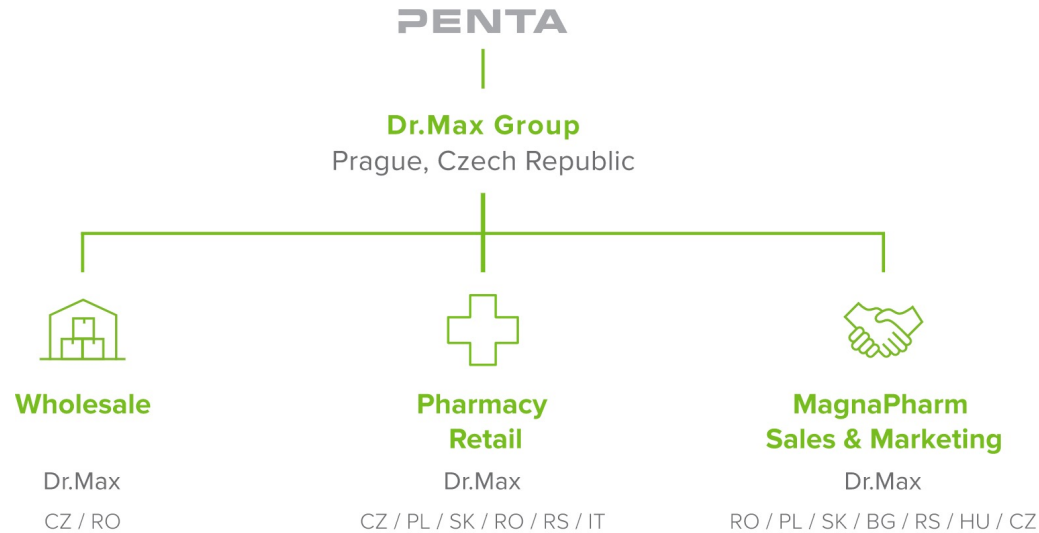 PENTA
Dr.Max Group
Prague, Czech Republic
Wholesale
Dr.Max
CZ / RO
Pharmacy
Retail
Dr.Max
CZ / PL / SK / RO / RS / IT
MagnaPharm
Sales & Marketing
Dr.Max
RO / PL / SK / BG / RS / HU / CZ